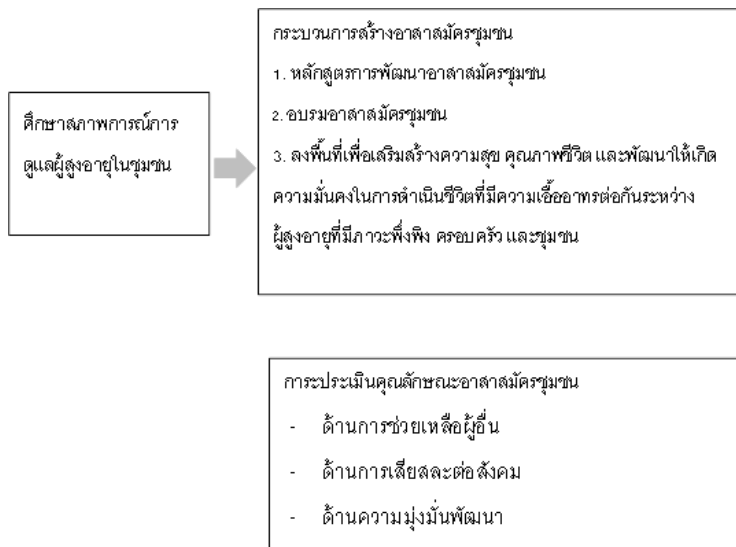 ศึกษาสภาพการณ์การ
ดูแลผู้สูงอายุในชุมชน
กระบวนการสร้างอาสาสมัครชุมชน
1. หลักสูตรการพัฒนาอาสาสมัครชุมชน
2. อบรมอาสาสมัครชุมชน
3. ลงพื้นที่เพื่อเสริมสร้างความสุข คุณภาพชีวิต และพัฒนาให้เกิด
ความมั่นคงในการดำเนินชีวิตที่มีความเอื้ออาทรต่อกันระหว่าง
ผู้สูงอายุที่มีภาวะพึ่งพิง ครอบครัว และชุมชน
การะประเมินคุณลักษณะอาสาสมัครชุมชน
- ด้านการช่วยเหลือผู้อื่น
- ด้านการเสียสละต่อสังคม
- ด้านความมุ่งมั่นพัฒนา